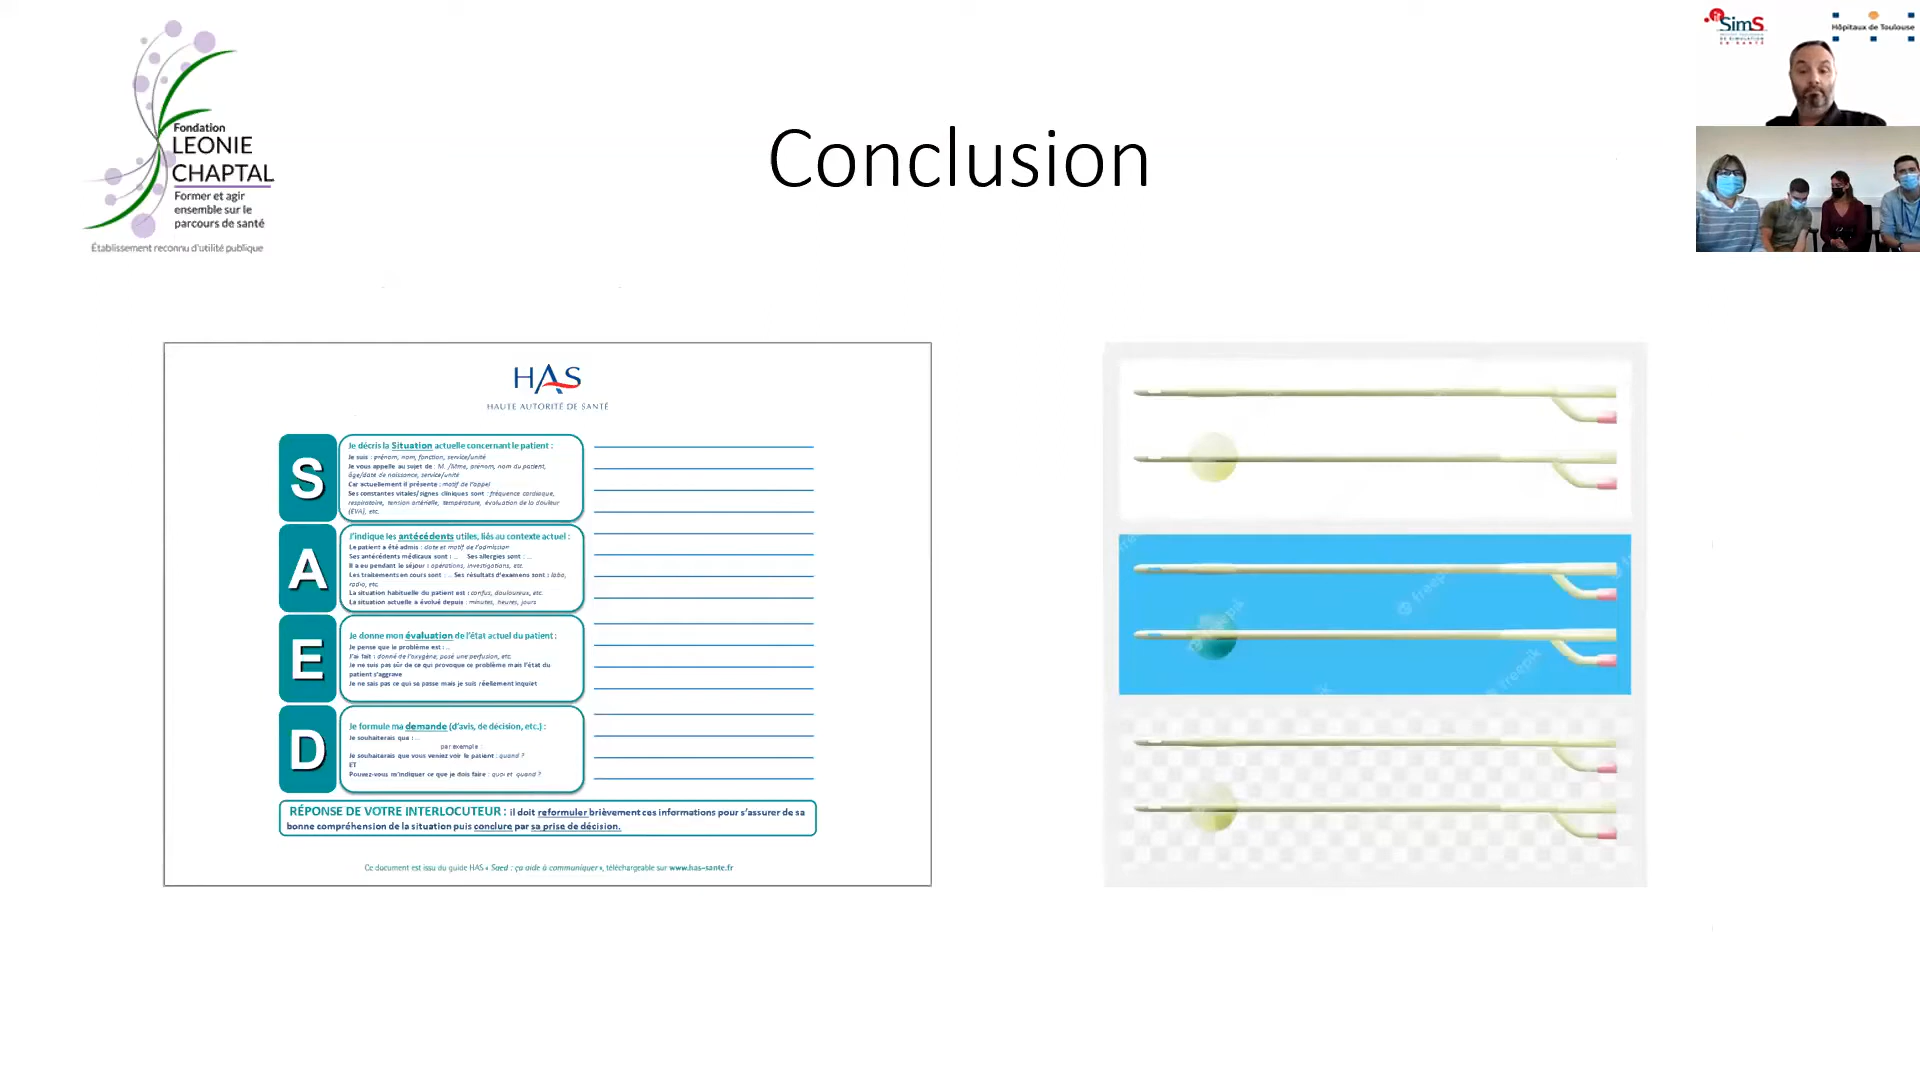 Fondation
LEONIE
CHAPTAL
Former et agir
ensemble sur le
parcours de santé
Établissement reconnu d'utilité publique
Conclusion
itSimS
INSTITUT TOULOUSAIN
DE SIMULATION
EN SANTÉ
Hôpitaux de Toulouse
HAS
HAUTE AUTORITÉ DE SANTÉ
S
Je décris la Situation actuelle concernant le patient :
Je suis : prénom, nom, fonction, service/unité
Je vous appelle au sujet de : M. /Mme, prénom, nom du patient,
âge/date de naissance, service/unité
Car actuellement il présente : motif de l'appel
Ses constantes vitales/signes cliniques sont : fréquence cardiaque,
respiratoire, tension artérielle, température, évaluation de la douleur
(EVA), etc.
A
J'indique les antécédents utiles, liés au contexte actuel :
Le patient a été admis : date et motif de l'admission
Ses antécédents médicaux sont : ... Ses allergies sont : ...
Il a eu pendant le séjour : opérations, investigations, etc.
Les traitements en cours sont : .. Ses résultats d'examens sont : labo,
radio, etc.
La situation habituelle du patient est : confus, douloureux, etc.
La situation actuelle a évolué depuis : minutes, heures, jours
E
Je donne mon évaluation de l'état actuel du patient :
Je pense que le problème est : ..
J'ai fait : donné de l'oxygène, posé une perfusion, etc.
Je ne suis pas sûr de ce qui provoque ce problème mais l'état du
patient s'aggrave
Je ne sais pas ce qui se passe mais je suis réellement inquiet
D
Je formule ma demande (d'avis, de décision, etc.) :
Je souhaiterais que : ..
par exemple :
Je souhaiterais que vous veniez voir le patient : quand ?
ET
Pouvez-vous m'indiquer ce que je dois faire : quoi et quand ?
RÉPONSE DE VOTRE INTERLOCUTEUR : il doit reformuler brièvement ces informations pour s'assurer de sa
bonne compréhension de la situation puis conclure par sa prise de décision.
Ce document est issu du guide HAS « Saed : ça aide à communiquer », téléchargeable sur www.has-sante.fr
freepik
freepik
freepik